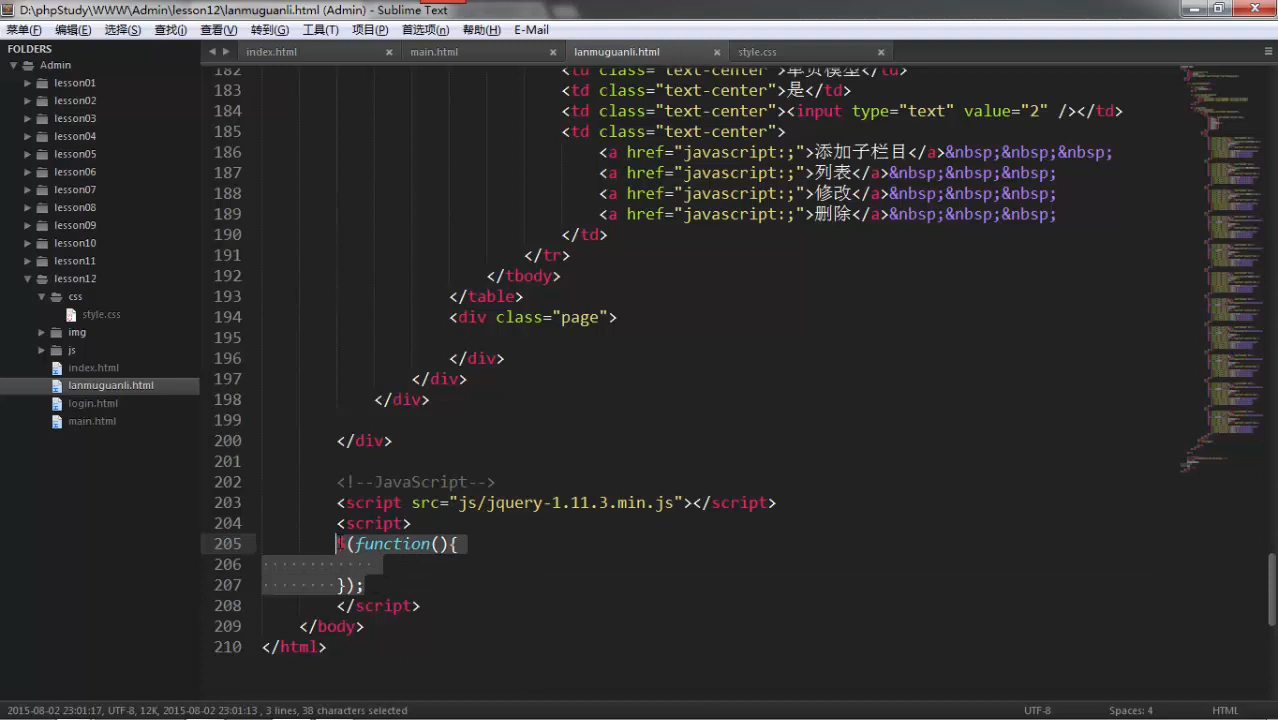 D:\phpStudy\WWW\Admin\lesson12\lanmuguanli.html (Admin) - Sublime Text
菜单(F) 编辑(E) 选择(S) 查找(I) 查看(V) 转到(G) 工具(T) 项目(P) 首选项(n) 帮助(H) E-Mail
FOLDERS
Admin
lesson01
lesson02
lesson03
lesson04
lesson05
lesson06
lesson07
lesson08
lesson09
lesson10
lesson11
lesson12
css
style.css
img
js
index.html
lanmuguanli.html
login.html
main.html
index.html × main.html × lanmuguanli.html × style.css ×
182 <td class="text-center">单页模型</td>
183 <td class="text-center">是</td>
184 <td class="text-center"><input type="text" value="2" /></td>
185 <td class="text-center">
186 <a href="javascript:;">添加子栏目</a>&nbsp;&nbsp;&nbsp;
187 <a href="javascript:;">列表</a>&nbsp;&nbsp;&nbsp;
188 <a href="javascript:;">修改</a>&nbsp;&nbsp;&nbsp;
189 <a href="javascript:;">删除</a>&nbsp;&nbsp;&nbsp;
190 </td>
191 </tr>
192 </tbody>
193 </table>
194 <div class="page">
195
196 </div>
197 </div>
198 </div>
199
200 </div>
201
202 <!--JavaScript-->
203 <script src="js/jquery-1.11.3.min.js"></script>
204 <script>
205 (function(){
206
207 });
208 </script>
209 </body>
210 </html>
2015-08-02 23:01:17, UTF-8, 12K, 2015-08-02 23:01:13 , 3 lines, 38 characters selected UTF-8 Spaces: 4 HTML